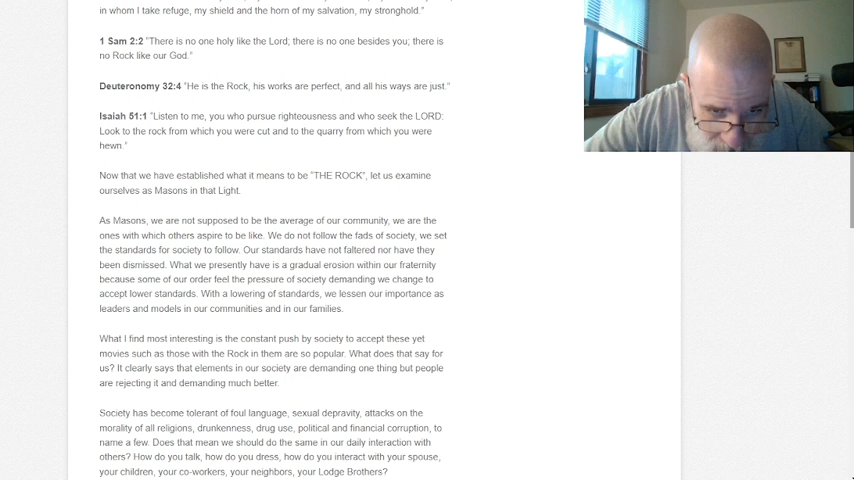 in whom I take refuge, my shield and the horn of my salvation, my stronghold."
1 Sam 2:2 "There is no one holy like the Lord; there is no one besides you; there is
no Rock like our God."
Deuteronomy 32:4 "He is the Rock, his works are perfect, and all his ways are just."
Isaiah 51:1 "Listen to me, you who pursue righteousness and who seek the LORD:
Look to the rock from which you were cut and to the quarry from which you were
hewn."
Now that we have established what it means to be "THE ROCK", let us examine
ourselves as Masons in that Light.
As Masons, we are not supposed to be the average of our community, we are the
ones with which others aspire to be like. We do not follow the fads of society, we set
the standards for society to follow. Our standards have not faltered nor have they
been dismissed. What we presently have is a gradual erosion within our fraternity
because some of our order feel the pressure of society demanding we change to
accept lower standards. With a lowering of standards, we lessen our importance as
leaders and models in our communities and in our families.
What I find most interesting is the constant push by society to accept these yet
movies such as those with the Rock in them are so popular. What does that say for
us? It clearly says that elements in our society are demanding one thing but people
are rejecting it and demanding much better.
Society has become tolerant of foul language, sexual depravity, attacks on the
morality of all religions, drunkenness, drug use, political and financial corruption, to
name a few. Does that mean we should do the same in our daily interaction with
others? How do you talk, how do you dress, how do you interact with your spouse,
your children, your co-workers, your neighbors, your Lodge Brothers?